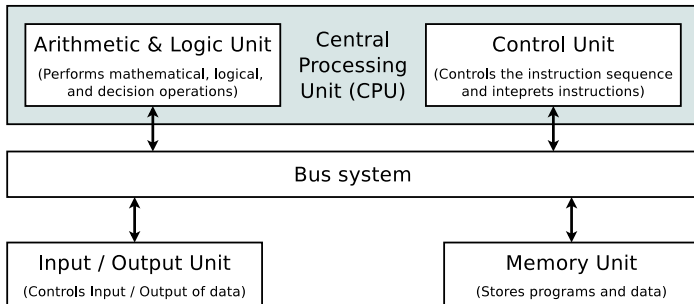 Arithmetic & Logic Unit
(Performs mathematical, logical,
and decision operations)
Central
Processing
Unit (CPU)
Control Unit
(Controls the instruction sequence
and inteprets instructions)
Bus system
Input / Output Unit
(Controls Input / Output of data)
Memory Unit
(Stores programs and data)